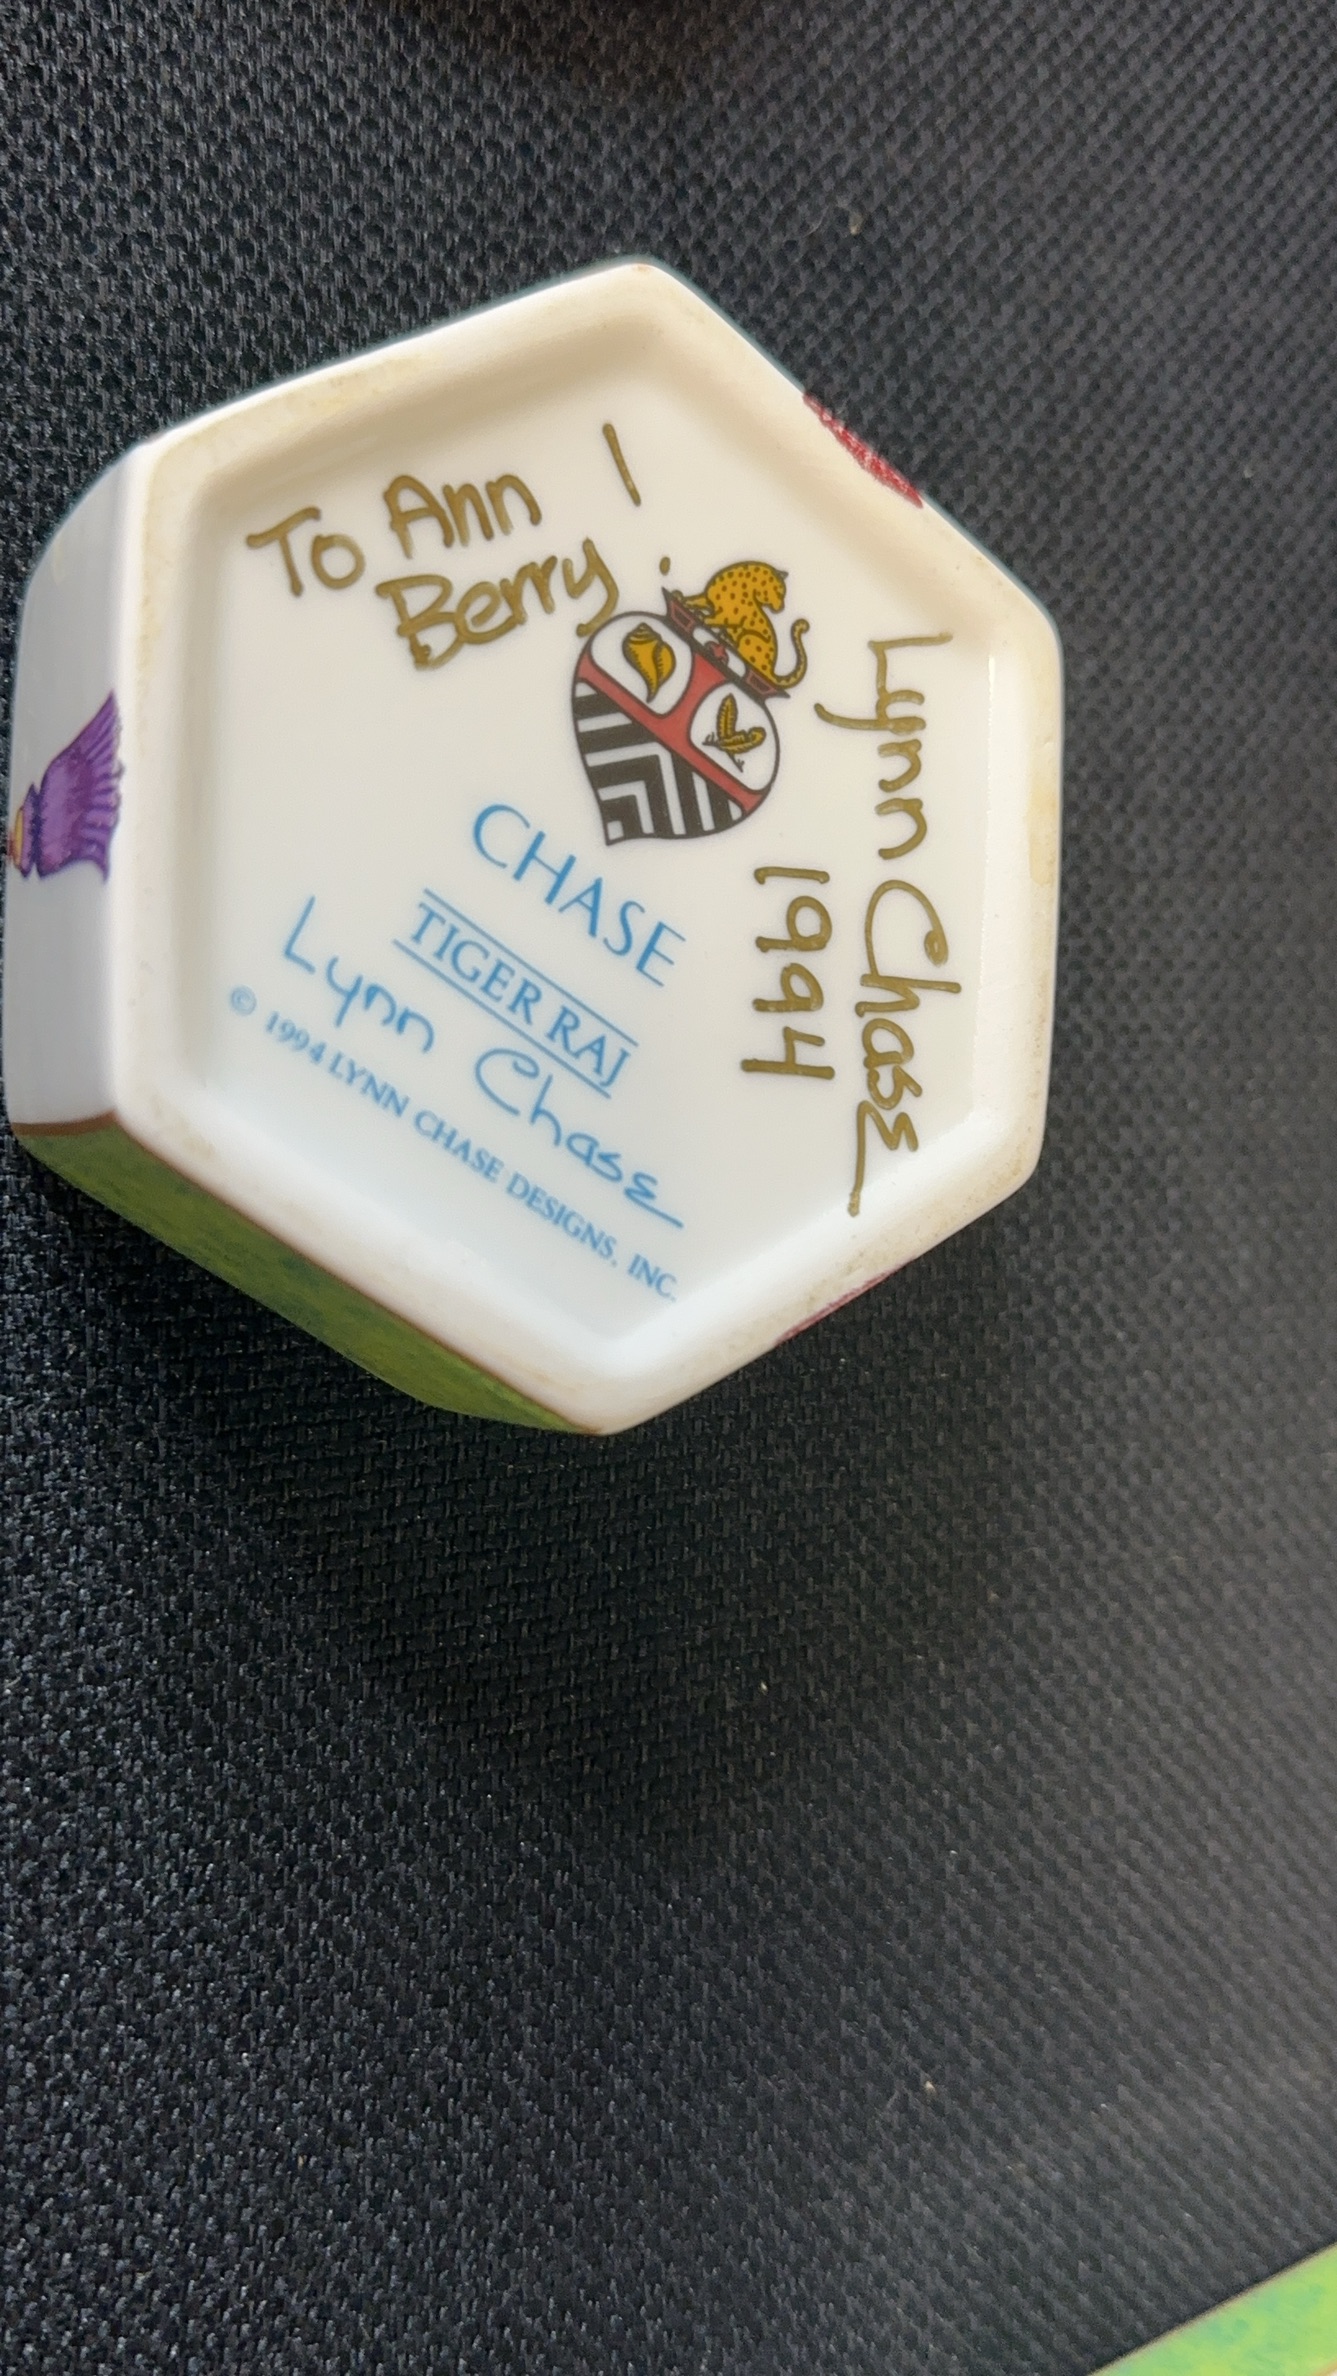 To Ann
Berry!
CHASE
TIGER RAJ
Lynn Chase
© 1994 LYNN CHASE DESIGNS, INC.
Lynn Chase
1994